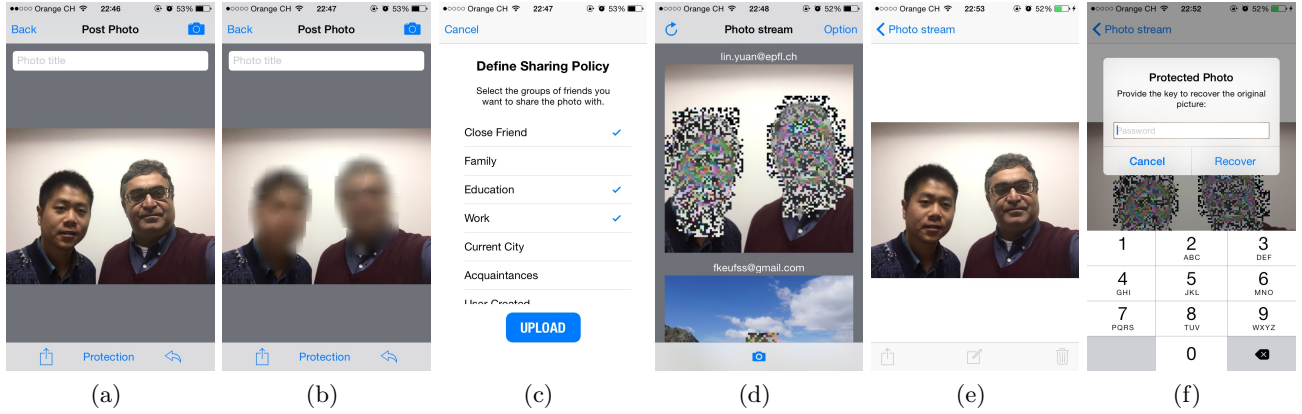 Orange CH 22:46 53%
Back Post Photo
Photo title
Protection
(a)
Orange CH 22:47 53%
Back Post Photo
Photo title
Protection
(b)
Orange CH 22:47 53%
Cancel
Define Sharing Policy
Select the groups of friends you
want to share the photo with.
Close Friend
Family
Education
Work
Current City
Acquaintances
User Created
UPLOAD
(c)
Orange CH 22:48 52%
Photo stream Option
lin.yuan@epfl.ch
fkeufss@gmail.com
(d)
Orange CH 22:53 52%
Photo stream
(e)
Orange CH 22:52 52%
Photo stream
Protected Photo
Provide the key to recover the original
picture:
Password
Cancel Recover
1 2 3
ABC DEF
4 5 6
GHI JKL MNO
7 8 9
PQRS TUV WXYZ
0
(f)